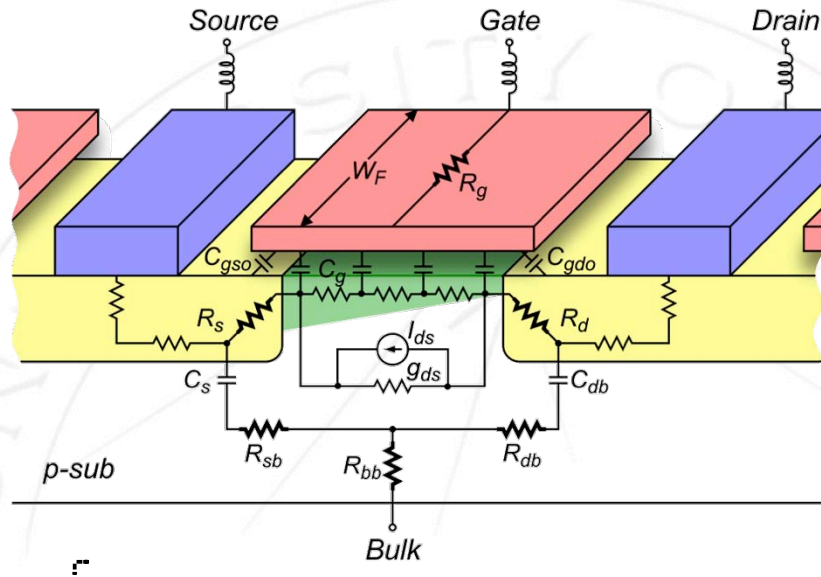 Source
Gate
Drain
W_F
R_g
C_gso
C_g
C_gdo
R_s
I_ds
R_d
g_ds
C_s
C_db
R_sb
R_bb
R_db
p-sub
Bulk